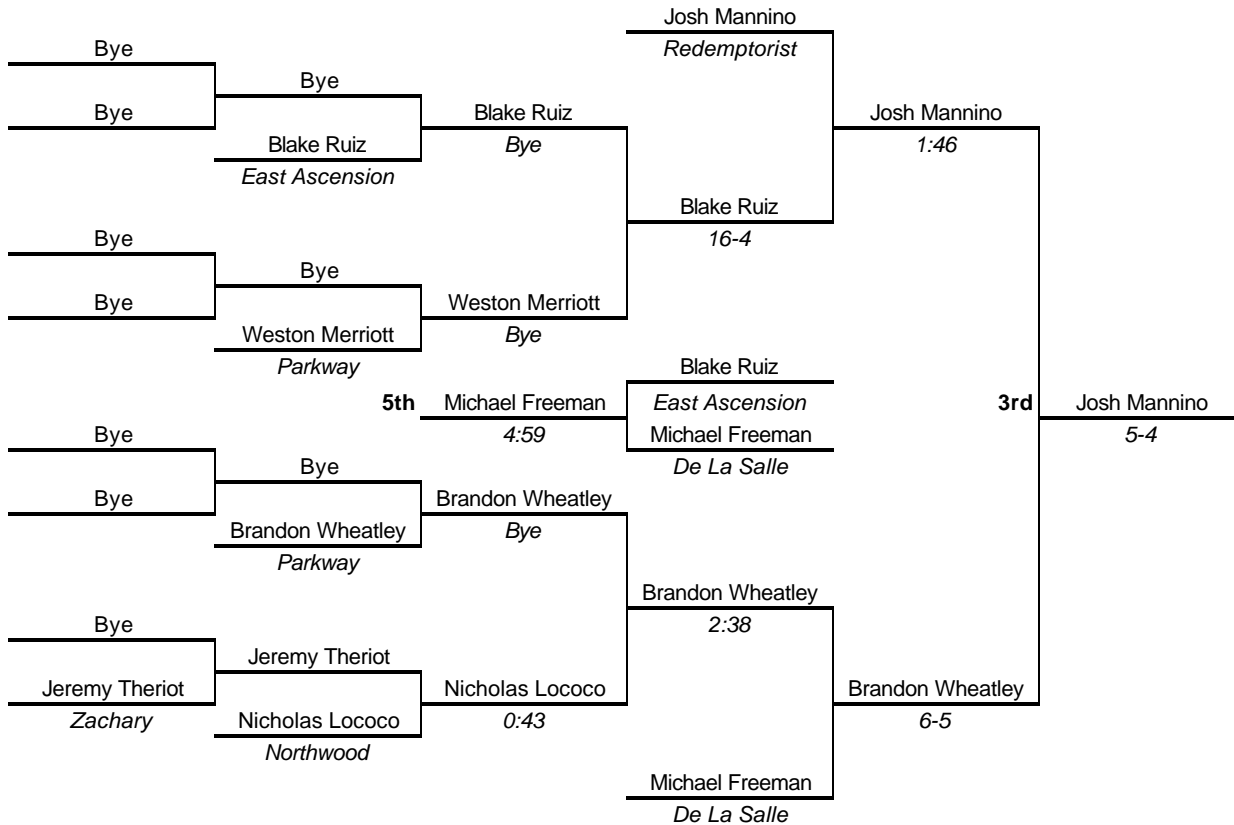 Josh Mannino
Bye
Redemptorist
Bye
Bye
Blake Ruiz
Josh Mannino
Blake Ruiz
Bye
1:46
East Ascension
Blake Ruiz
Bye
16-4
Bye
Bye
Weston Merriott
Weston Merriott
Bye
Parkway
Blake Ruiz
5th
Michael Freeman
East Ascension
3rd
Josh Mannino
4:59
Michael Freeman
5-4
Bye
De La Salle
Bye
Bye
Brandon Wheatley
Brandon Wheatley
Bye
Parkway
Brandon Wheatley
Bye
2:38
Jeremy Theriot
Jeremy Theriot
Nicholas Lococo
Brandon Wheatley
Zachary
Nicholas Lococo
0:43
6-5
Northwood
Michael Freeman
De La Salle